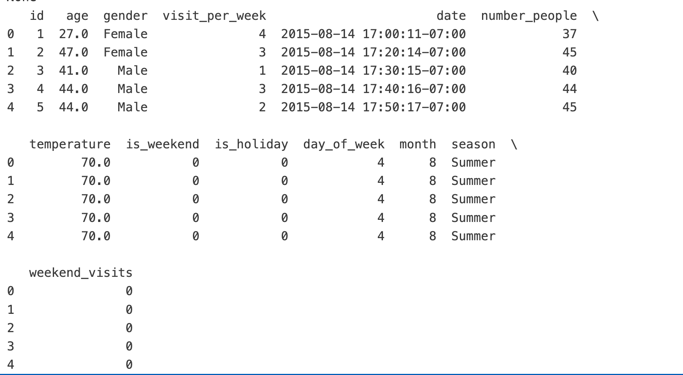 None
id age gender visit_per_week date number_people \
0 1 27.0 Female 4 2015-08-14 17:00:11-07:00 37
1 2 47.0 Female 3 2015-08-14 17:20:14-07:00 45
2 3 41.0 Male 1 2015-08-14 17:30:15-07:00 40
3 4 44.0 Male 3 2015-08-14 17:40:16-07:00 44
4 5 44.0 Male 2 2015-08-14 17:50:17-07:00 45
temperature is_weekend is_holiday day_of_week month season \
0 70.0 0 0 4 8 Summer
1 70.0 0 0 4 8 Summer
2 70.0 0 0 4 8 Summer
3 70.0 0 0 4 8 Summer
4 70.0 0 0 4 8 Summer
weekend_visits
0 0
1 0
2 0
3 0
4 0